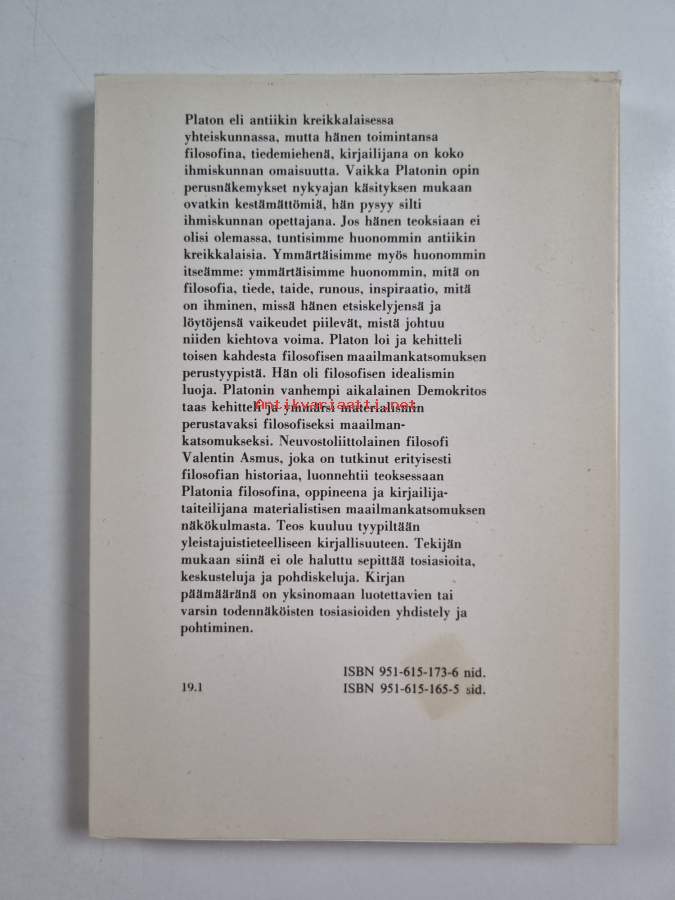 Platon eli antiikin kreikkalaisessa
yhteiskunnassa, mutta hänen toimintansa
filosofina, tiedemiehenä, kirjailijana on koko
ihmiskunnan omaisuutta. Vaikka Platonin opin
perusnäkemykset nykyajan käsityksen mukaan
ovatkin kestämättömiä, hän pysyy silti
ihmiskunnan opettajana. Jos hänen teoksiaan ei
olisi olemassa, tuntisimme huonommin antiikin
kreikkalaisia. Ymmärtäisimme myös huonommin
itseämme: ymmärtäisimme huonommin, mitä on
filosofia, tiede, taide, runous, inspiraatio, mitä
on ihminen, missä hänen etsiskelyjensä ja
löytöjensä vaikeudet piilevät, mistä johtuu
niiden kiehtova voima. Platon loi ja kehitteli
toisen kahdesta filosofisen maailmankatsomuksen
perustyypistä. Hän oli filosofisen idealismin
luoja. Platonin vanhempi aikalainen Demokritos
Antikvariaatti.net
taas kehitteli ja ymmärsi materialismin
perustavaksi filosofiseksi maailman-
katsomukseksi. Neuvostoliittolainen filosofi
Valentin Asmus, joka on tutkinut erityisesti
filosofian historiaa, luonnehtii teoksessaan
Platonia filosofina, oppineena ja kirjailija-
taiteilijana materialistisen maailmankatsomuksen
näkökulmasta. Teos kuuluu tyypiltään
yleistajuistieteelliseen kirjallisuuteen. Tekijän
mukaan siinä ei ole haluttu sepittää tosiasioita,
keskusteluja ja pohdiskeluja. Kirjan
päämääränä on yksinomaan luotettavien tai
varsin todennäköisten tosiasioiden yhdistely ja
pohtiminen.
ISBN 951-615-173-6 nid.
19.1 ISBN 951-615-165-5 sid.